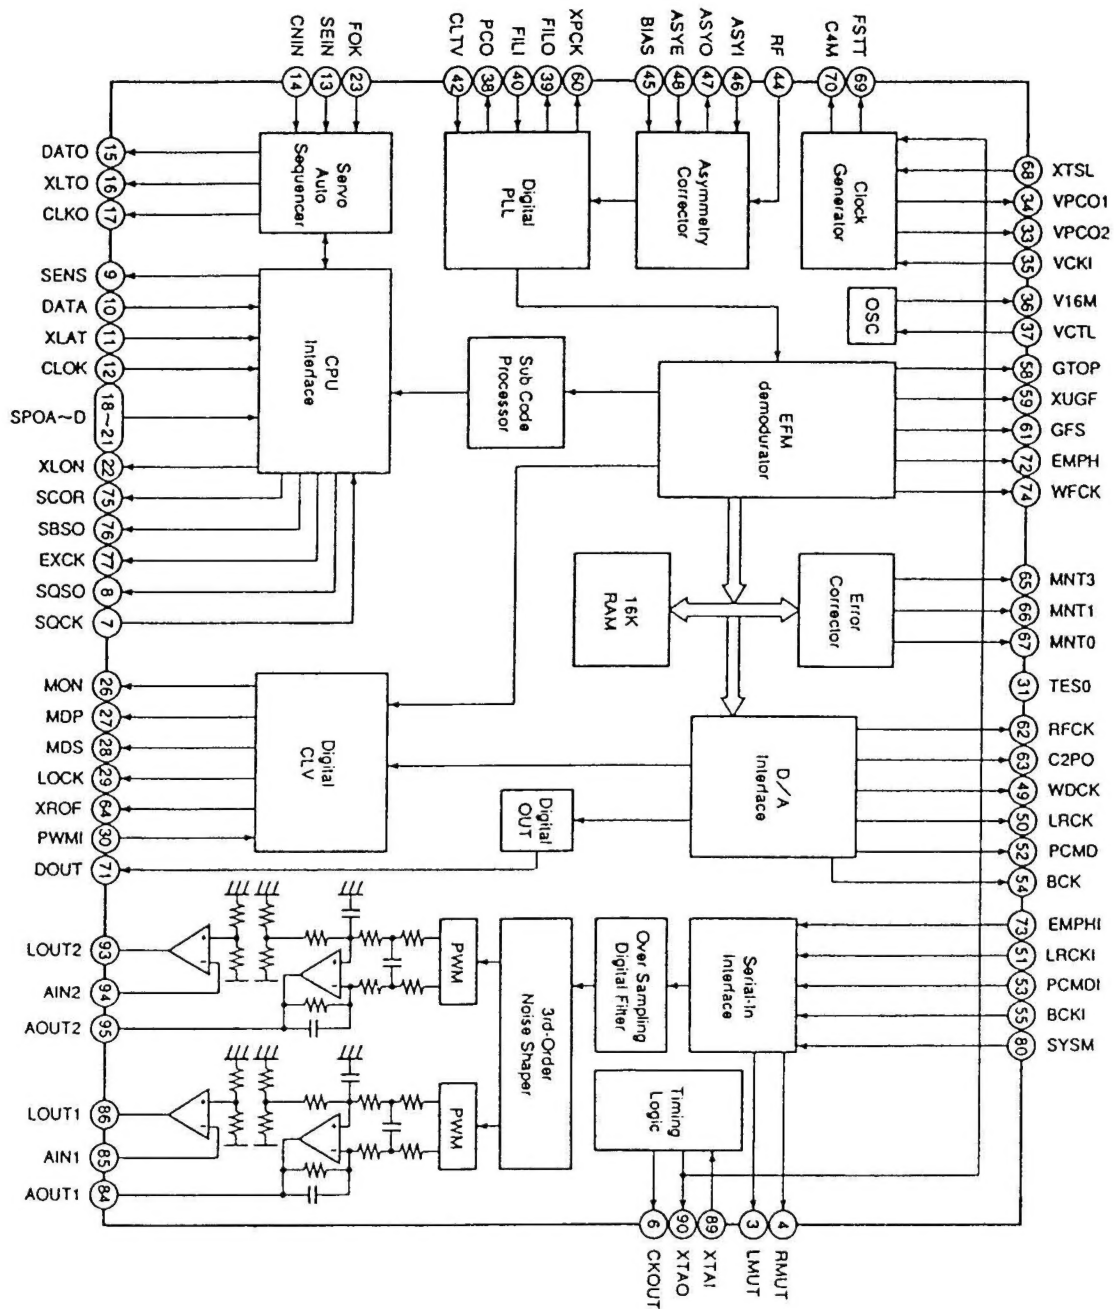 CNIN
SEIN
FOK
CLTV
PCO
FILI
FILO
XPCK
BIAS
ASYE
ASYO
ASYI
RF
C4M
FSTT
14
13
23
42
38
40
39
60
45
48
47
46
44
70
69
DATO 15
XLTO 16
CLKO 17
SENS 9
DATA 10
XLAT 11
CLOK 12
SPOA~D 18~21
XLON 22
SCOR 75
SBSO 76
EXCK 77
SQSO 8
SQCK 7
MON 26
MDP 27
MDS 28
LOCK 29
XROF 64
PWMI 30
DOUT 71
LOUT2 93
AIN2 94
AOUT2 95
LOUT1 86
AIN1 85
AOUT1 84
Servo
Auto
Sequencer
Digital
PLL
Asymmetry
Corrector
Clock
Generator
OSC
CPU
Interface
Sub Code
Processor
EFM
demodurator
16K
RAM
Error
Corrector
Digital
CLV
D/A
Interface
Digital
OUT
PWM
PWM
3rd-Order
Noise Shaper
Over Sampling
Digital Filter
Serial-In
Interface
Timing
Logic
+
-
+
-
+
-
+
-
68 XTSL
34 VPCO1
33 VPCO2
35 VCKI
36 V16M
37 VCTL
58 GTOP
59 XUGF
61 GFS
72 EMPH
74 WFCK
65 MNT3
66 MNT1
67 MNT0
31 TES0
62 RFCK
63 C2PO
49 WDCK
50 LRCK
52 PCMD
54 BCK
73 EMPHI
51 LRCKI
53 PCMDI
55 BCKI
80 SYSM
6
90
89
3
4
CKOUT
XTAO
XTAI
LMUT
RMUT